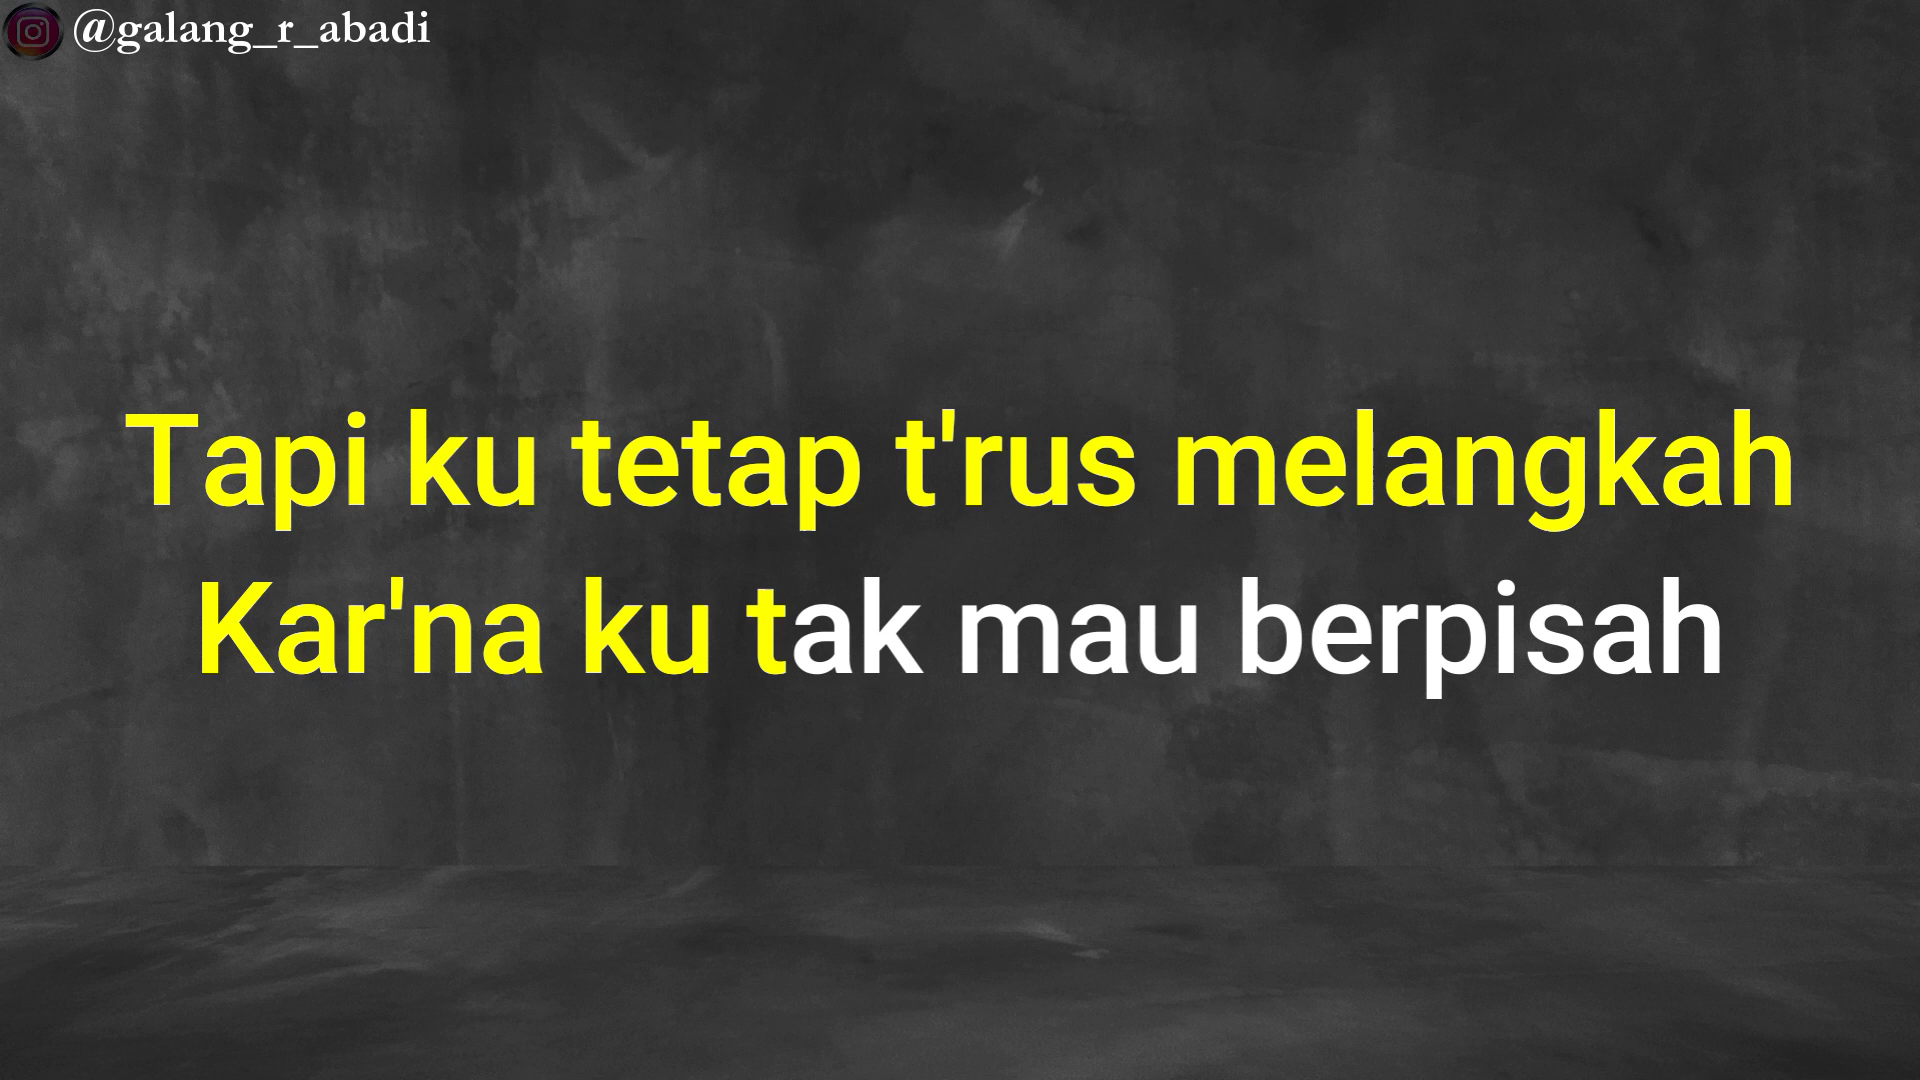 @galang_r_abadi
Tapi ku tetap t'rus melangkah
Kar'na ku tak mau berpisah